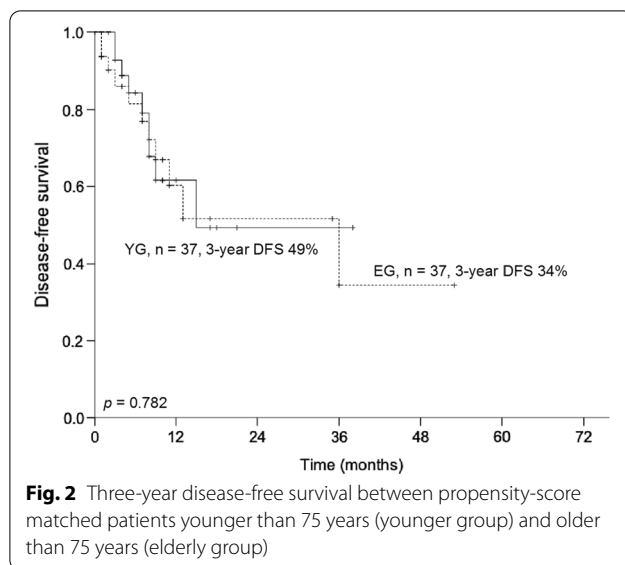 1.0
0.8
0.6
0.4
0.2
0.0
Disease-free survival
YG, n = 37, 3-year DFS 49%
EG, n = 37, 3-year DFS 34%
p = 0.782
0 12 24 36 48 60 72
Time (months)
Fig. 2 Three-year disease-free survival between propensity-score
matched patients younger than 75 years (younger group) and older
than 75 years (elderly group)